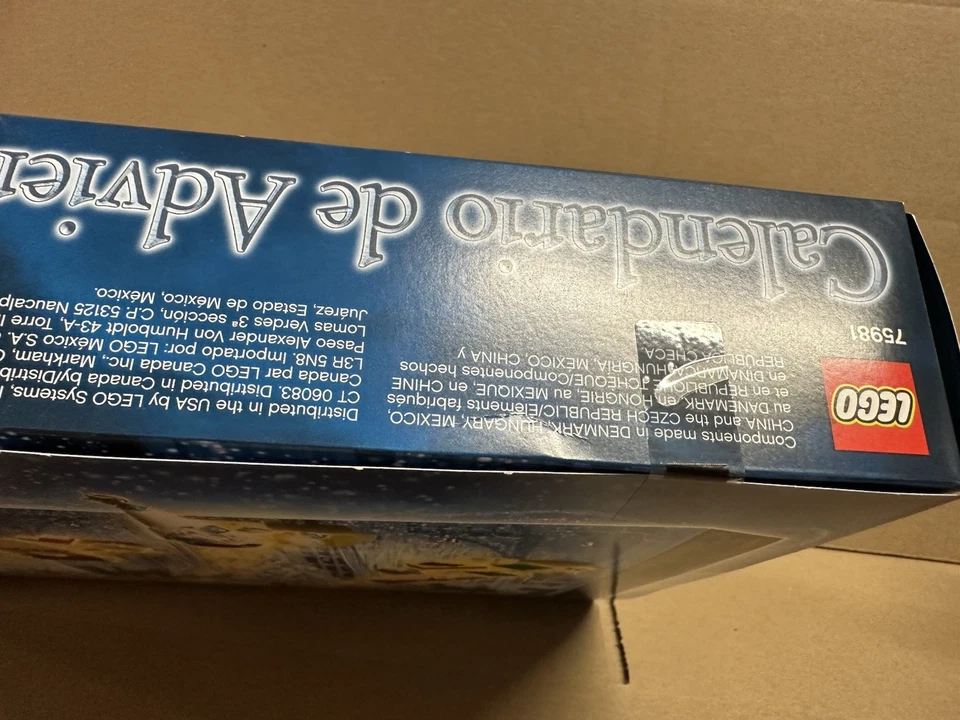 LEGO
75981
Calendario de Advien
Components made in DENMARK, HUNGARY, MEXICO,
CHINA and the CZECH REPUBLIC/Éléments fabriqués
au DANEMARK, en HONGRIE, au MEXIQUE, en CHINE
et en RÉPUBLIQUE TCHÈQUE/Componentes hechos
en DINAMARCA, HUNGRÍA, MÉXICO, CHINA y
REPÚBLICA CHECA
Distributed in the USA by LEGO Systems,
CT 06083. Distributed in Canada by/Distrib
Canada par LEGO Canada Inc., Markham,
L3R 5N8. Importado por: LEGO México S.A.
Paseo Alexander Von Humboldt 43-A, Torre
Lomas Verdes 3ª sección, C.P. 53125 Naucalp
Juárez, Estado de México, México.